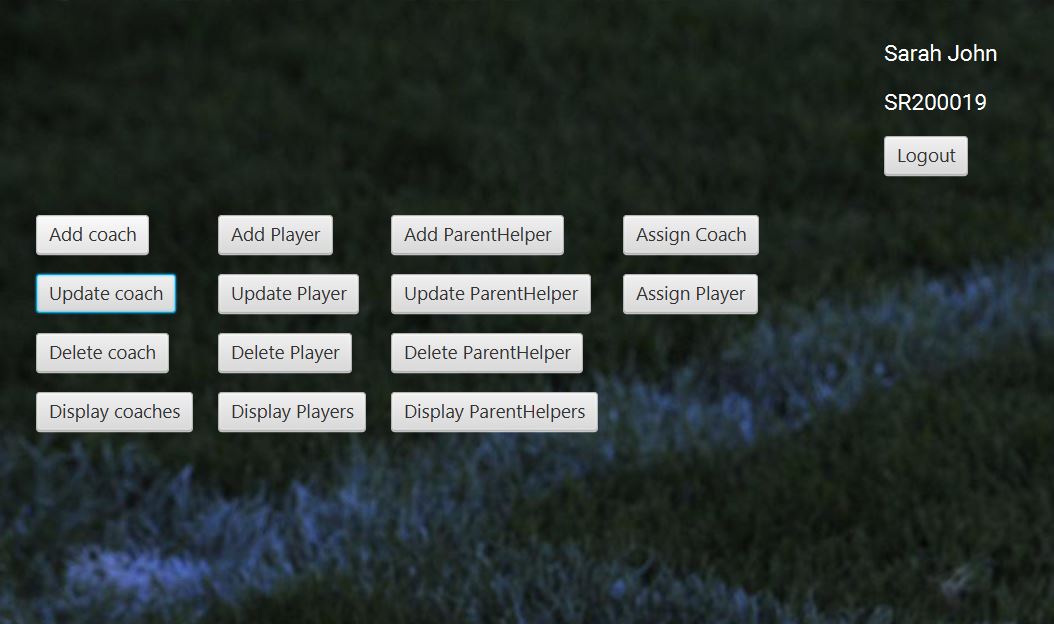 Sarah John
SR200019
Logout
Add coach
Add Player
Add ParentHelper
Assign Coach
Update coach
Update Player
Update ParentHelper
Assign Player
Delete coach
Delete Player
Delete ParentHelper
Display coaches
Display Players
Display ParentHelpers